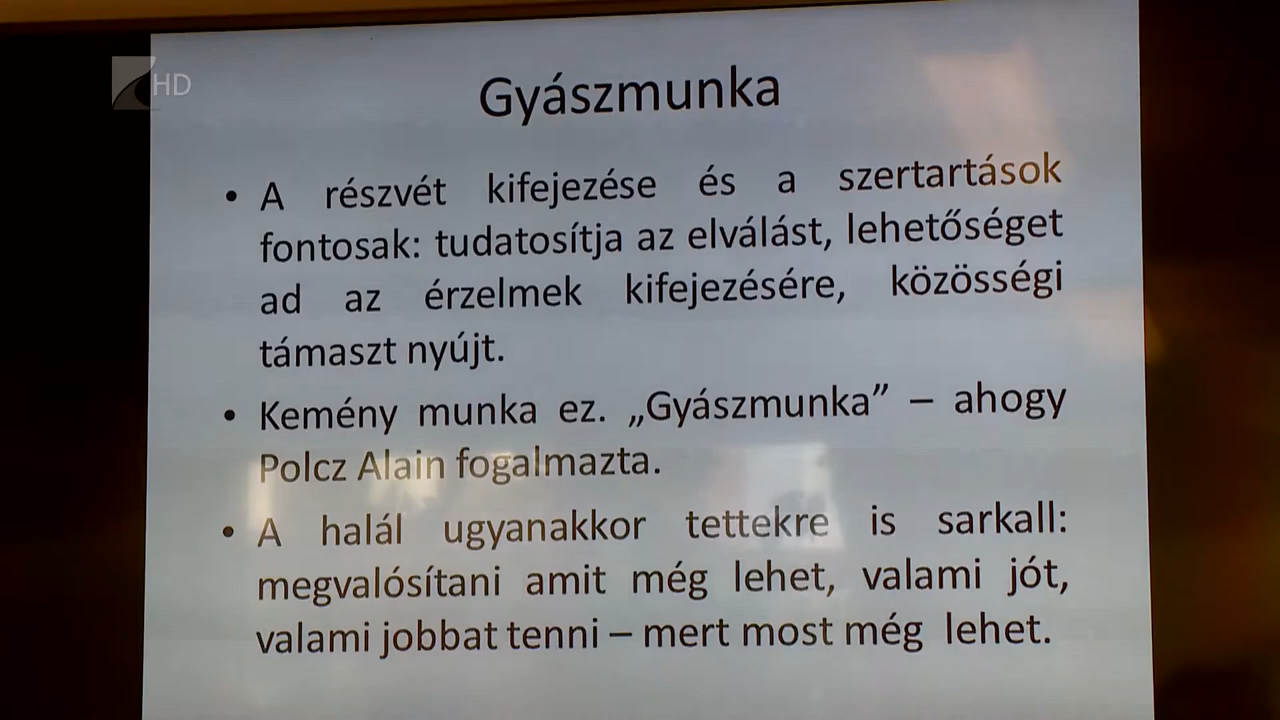 HD
Gyászmunka
• A részvét kifejezése és a szertartások
fontosak: tudatosítja az elválást, lehetőséget
ad az érzelmek kifejezésére, közösségi
támaszt nyújt.
• Kemény munka ez. „Gyászmunka” – ahogy
Polcz Alain fogalmazta.
• A halál ugyanakkor tettekre is sarkall:
megvalósítani amit még lehet, valami jót,
valami jobbat tenni – mert most még lehet.